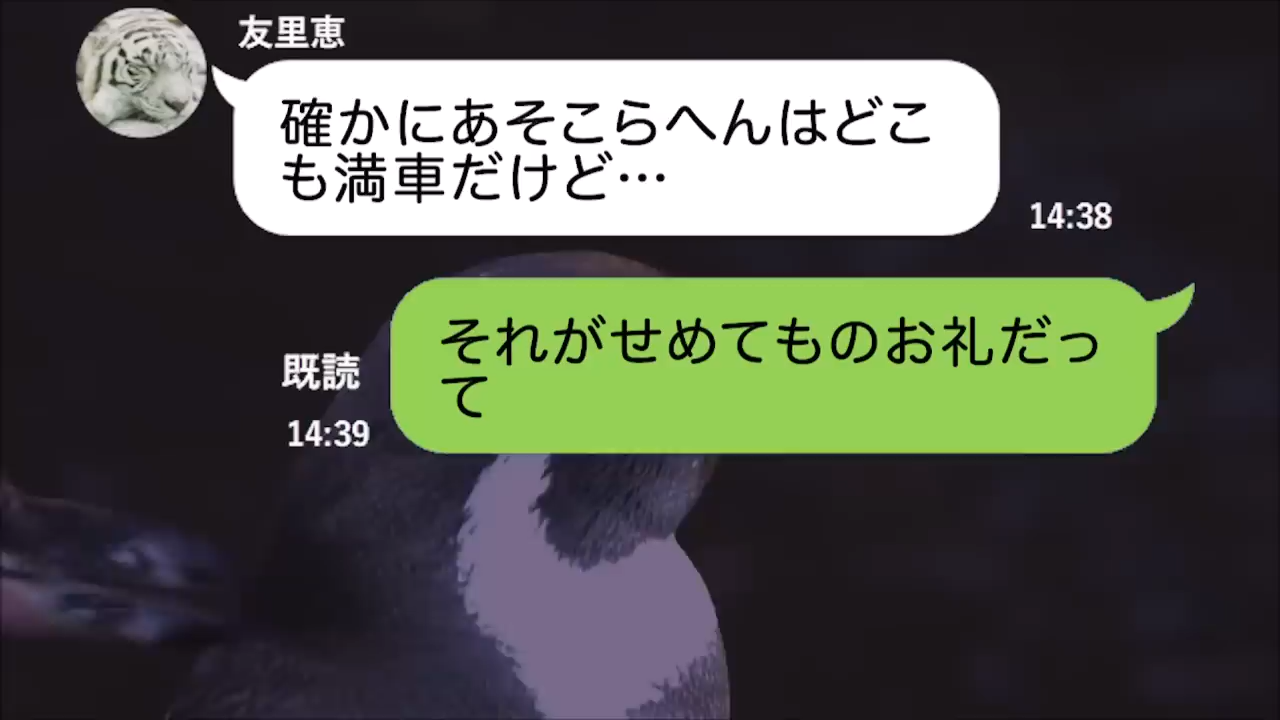 友里恵
確かにあそこらへんはどこ
も満車だけど…
14:38
それがせめてものお礼だっ
て
既読
14:39